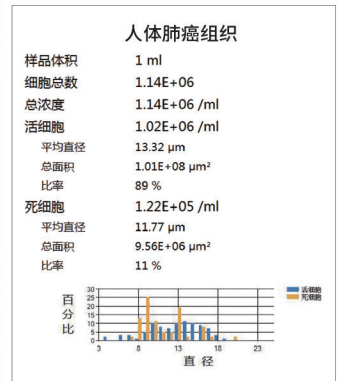 人体肺癌组织
样品体积 1 ml
细胞总数 1.14E+06
总浓度 1.14E+06 /ml
活细胞 1.02E+06 /ml
平均直径 13.32 µm
总面积 1.01E+08 µm²
比率 89 %
死细胞 1.22E+05 /ml
平均直径 11.77 µm
总面积 9.56E+06 µm²
比率 11 %
百分比
30
25
20
15
10
5
0
3 8 13 18 23
直 径
活细胞
死细胞